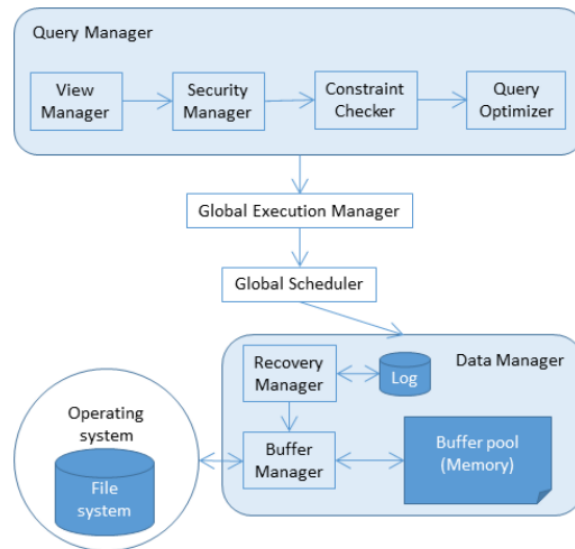 Query Manager
View
Manager
Security
Manager
Constraint
Checker
Query
Optimizer
Global Execution Manager
Global Scheduler
Recovery
Manager
Log
Data Manager
Operating
system
File
system
Buffer
Manager
Buffer pool
(Memory)